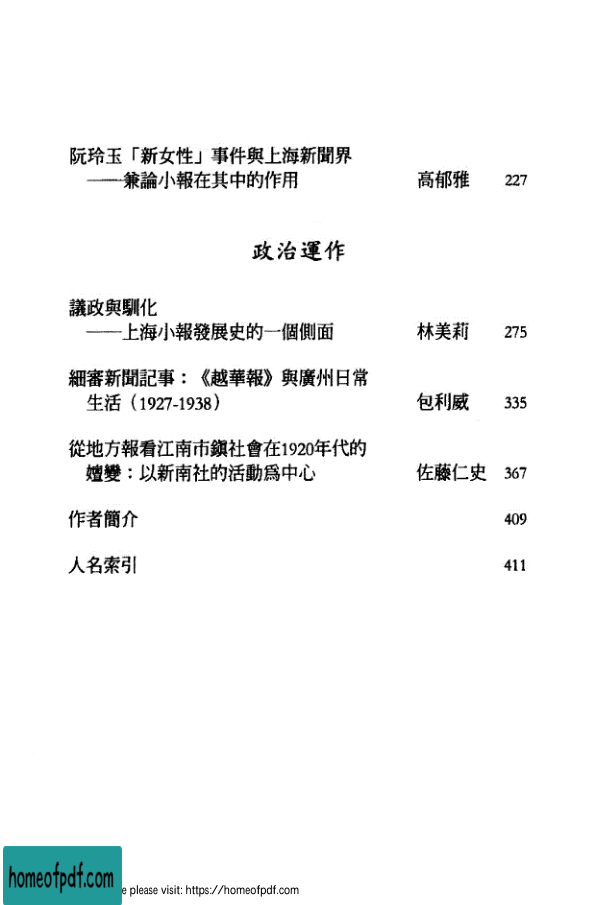 阮玲玉「新女性」事件與上海新聞界
——兼論小報在其中的作用 高郁雅 227
政治運作
議政與馴化
——上海小報發展史的一個側面 林美莉 275
細審新聞記事：《越華報》與廣州日常
生活（1927-1938） 包利威 335
從地方報看江南市鎮社會在1920年代的
嬗變：以新南社的活動爲中心 佐藤仁史 367
作者簡介 409
人名索引 411
homeofpdf.com
e please visit: https://homeofpdf.com